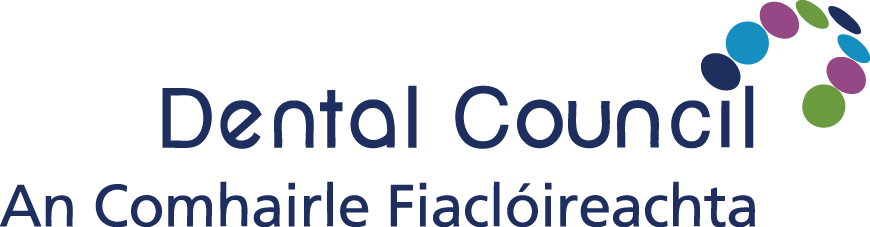 Dental Council
An Comhairle Fiaclóireachta